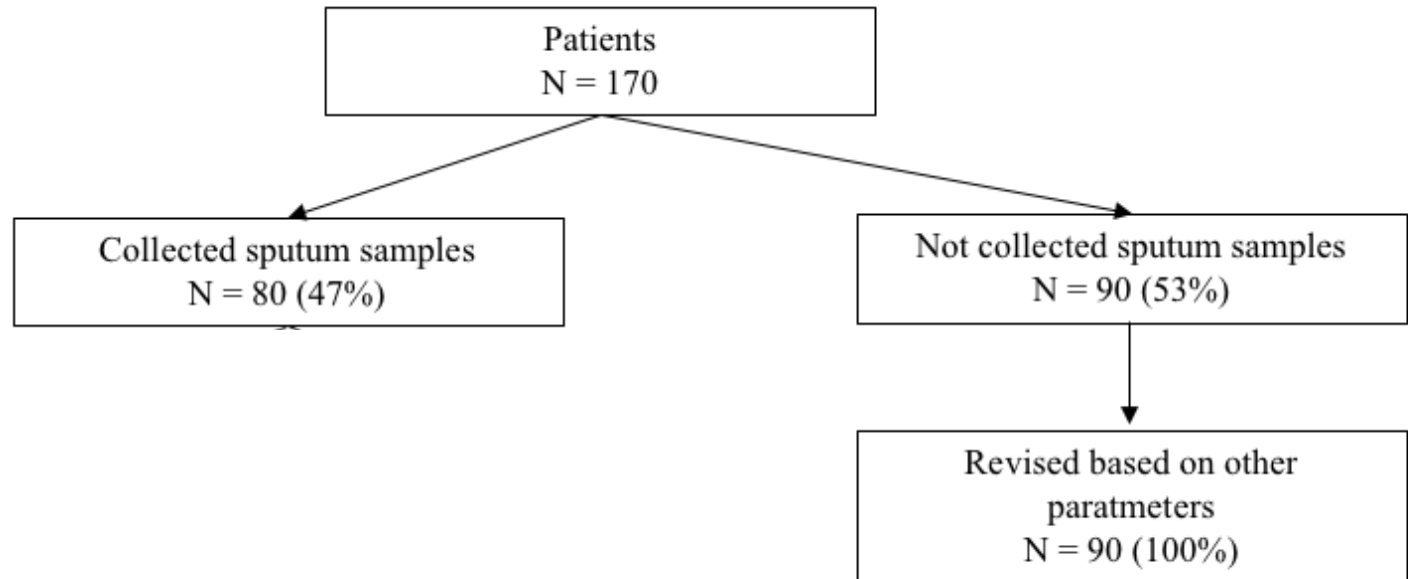 Patients
N = 170
Collected sputum samples
N = 80 (47%)
Not collected sputum samples
N = 90 (53%)
Revised based on other
paratmeters
N = 90 (100%)